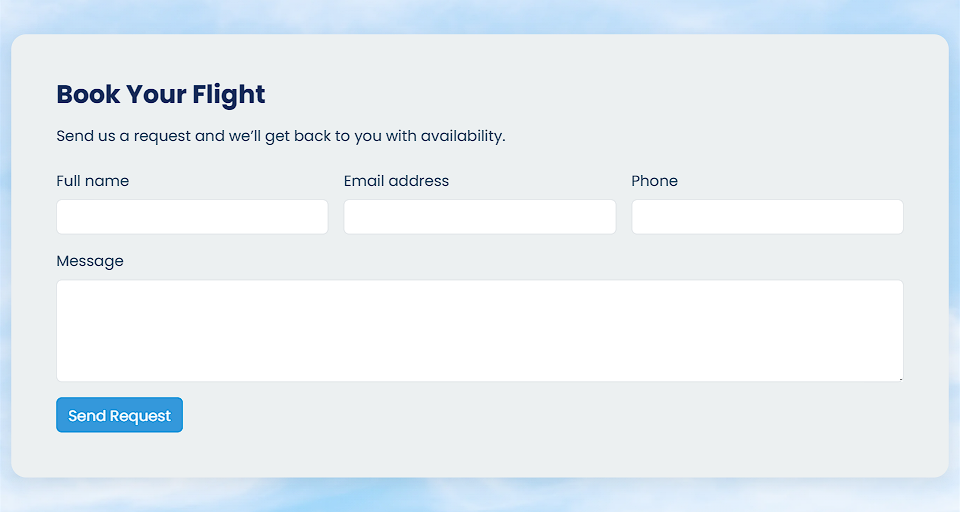 Book Your Flight
Send us a request and we’ll get back to you with availability.
Full name Email address Phone
Message
Send Request